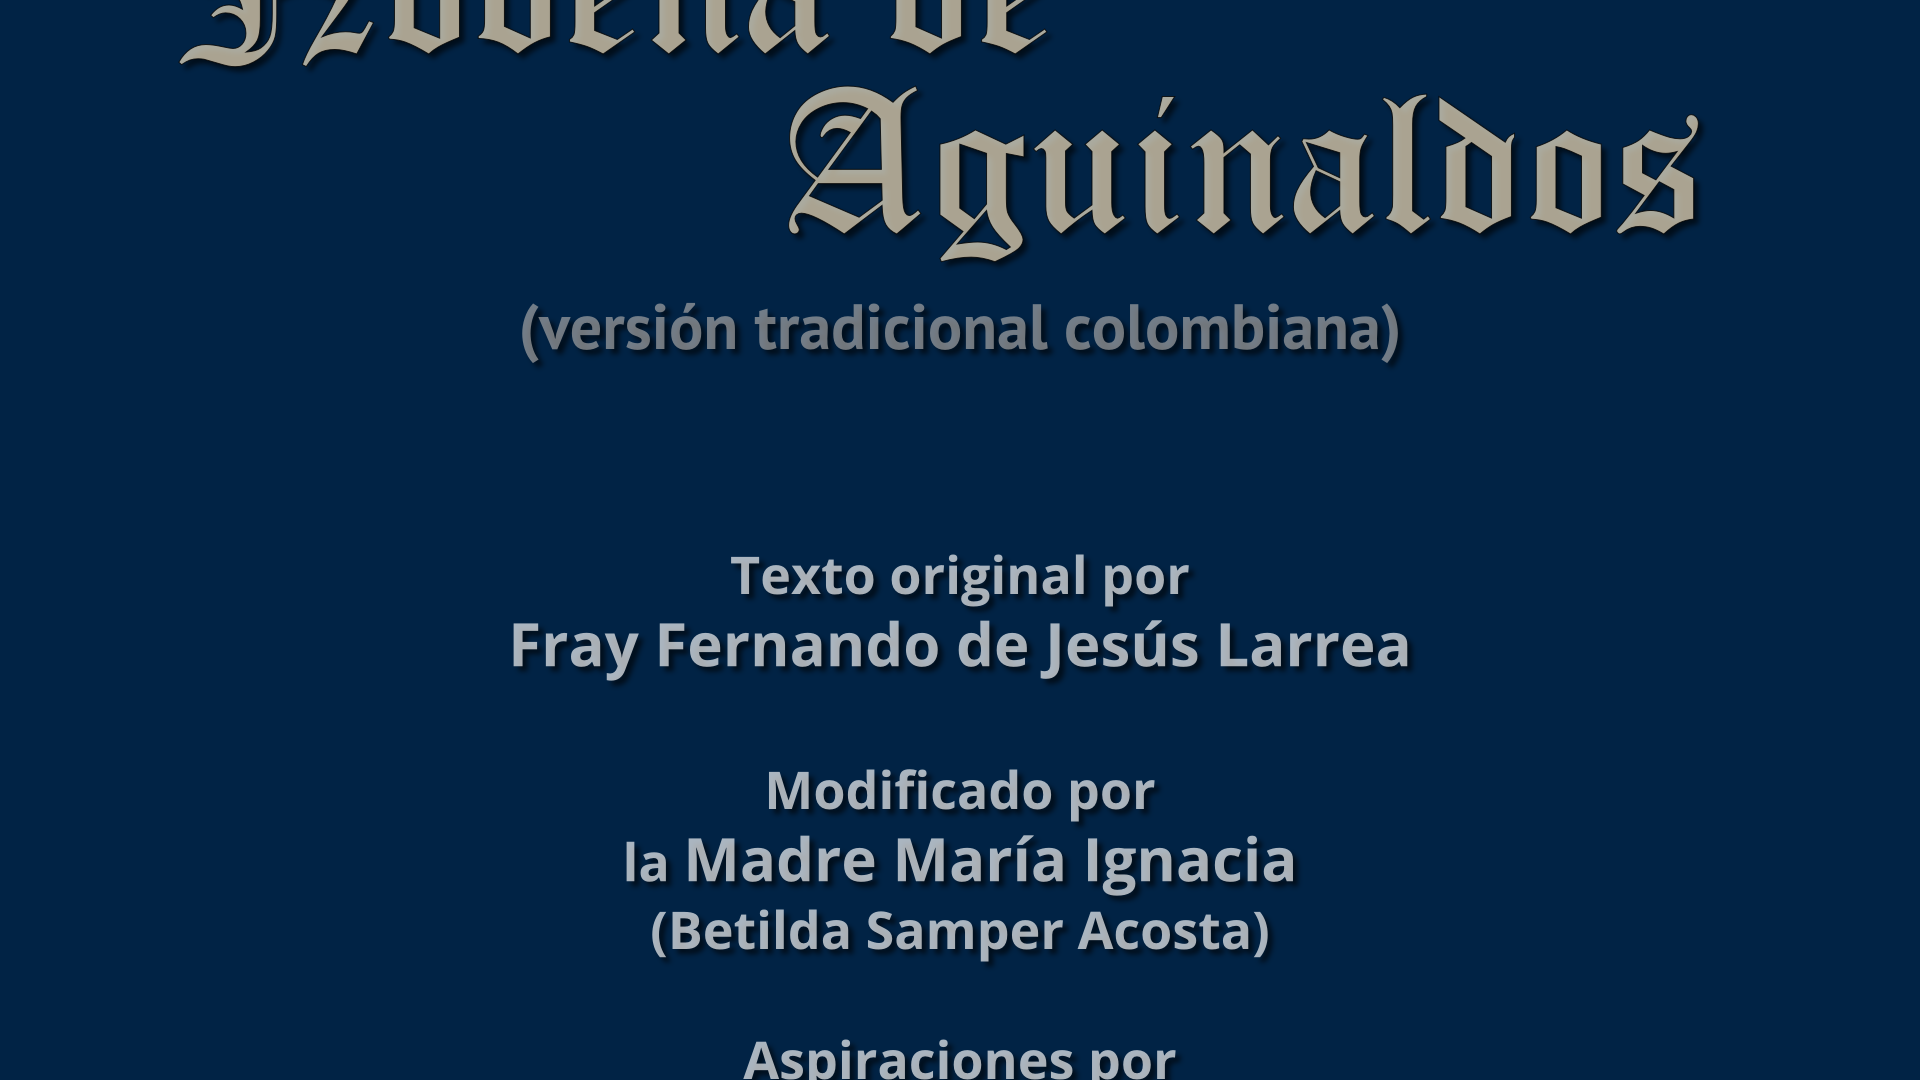 Novena de
Aguinaldos
(versión tradicional colombiana)
Texto original por
Fray Fernando de Jesús Larrea
Modificado por
la Madre María Ignacia
(Betilda Samper Acosta)
Aspiraciones por